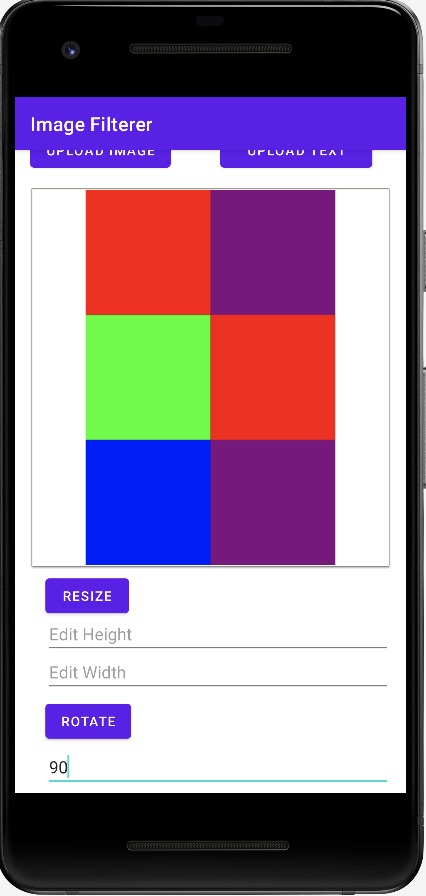 Image Filterer
UPLOAD IMAGE
UPLOAD TEXT
RESIZE
Edit Height
Edit Width
ROTATE
90